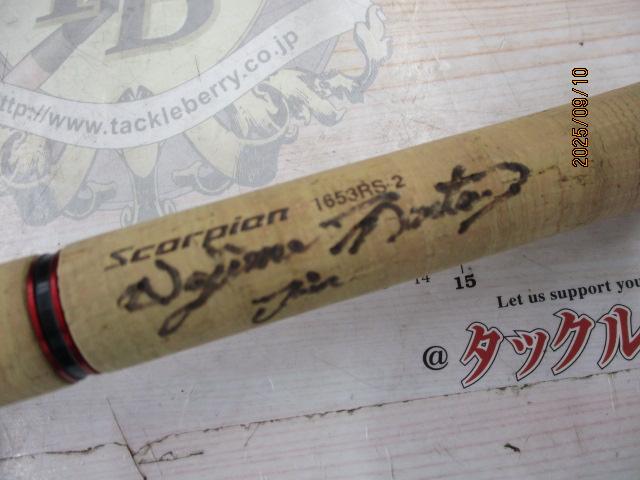 B
http://www.tackleberry.co.jp
2025/09/10
Scorpion 1653RS-2
14 15
Let us support you
@タックル